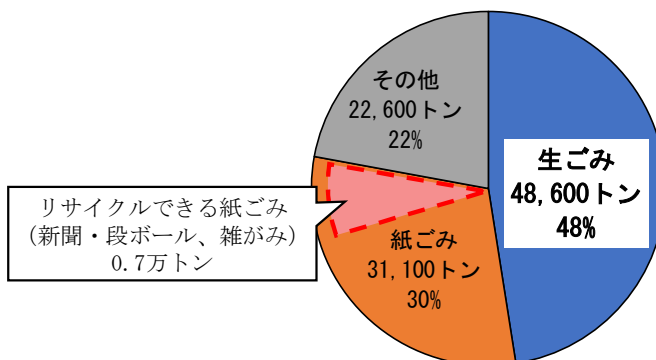 その他
22,600トン
22%
生ごみ
48,600トン
48%
リサイクルできる紙ごみ
(新聞・段ボール、雑がみ)
0.7万トン
紙ごみ
31,100トン
30%